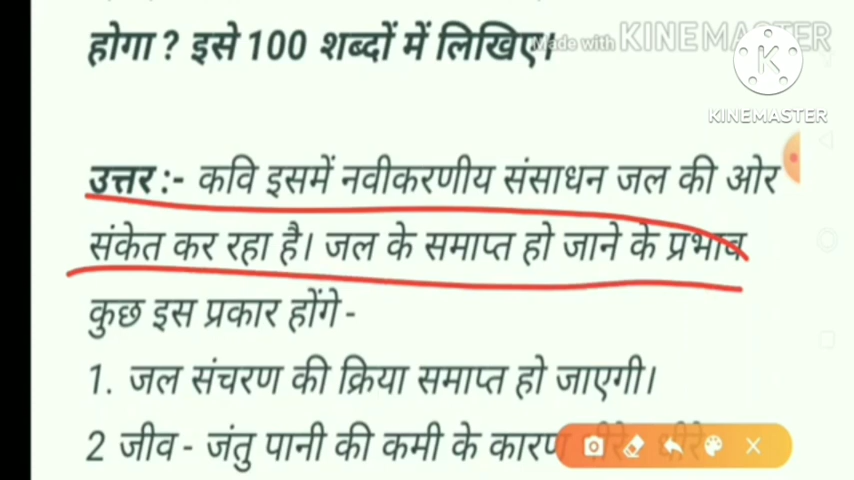 होगा ? इसे 100 शब्दों में लिखिए।
Made with KINEMASTER
KINEMASTER
उत्तर :- कवि इसमें नवीकरणीय संसाधन जल की ओर
संकेत कर रहा है। जल के समाप्त हो जाने के प्रभाव
कुछ इस प्रकार होंगे -
1. जल संचरण की क्रिया समाप्त हो जाएगी।
2 जीव - जंतु पानी की कमी के कारण